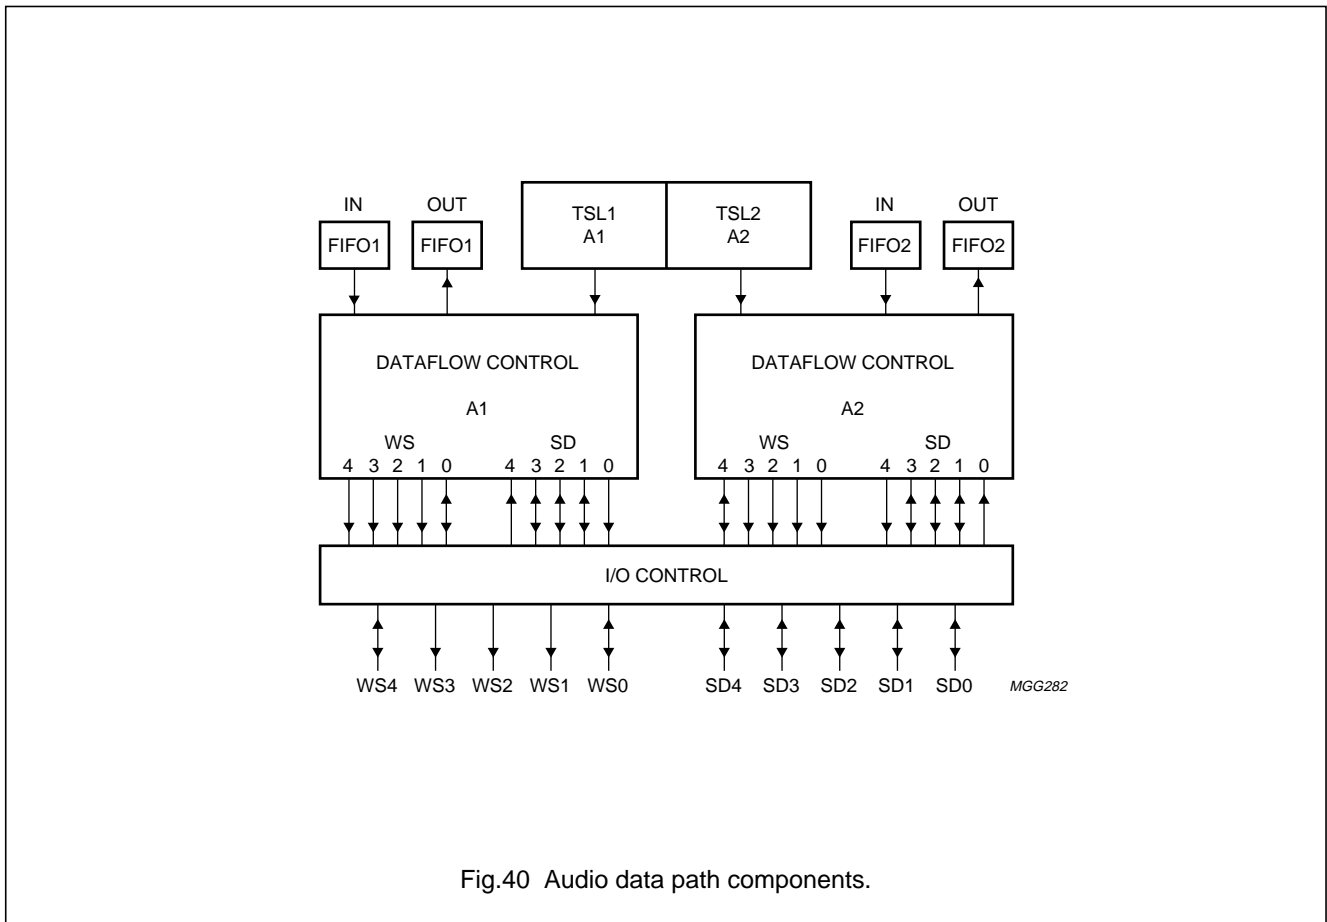 IN OUT IN OUT
FIFO1 FIFO1 TSL1 TSL2 FIFO2 FIFO2
A1 A2
DATAFLOW CONTROL DATAFLOW CONTROL
A1 A2
WS SD WS SD
4 3 2 1 0 4 3 2 1 0 4 3 2 1 0 4 3 2 1 0
I/O CONTROL
WS4 WS3 WS2 WS1 WS0 SD4 SD3 SD2 SD1 SD0 MGG282
Fig.40 Audio data path components.